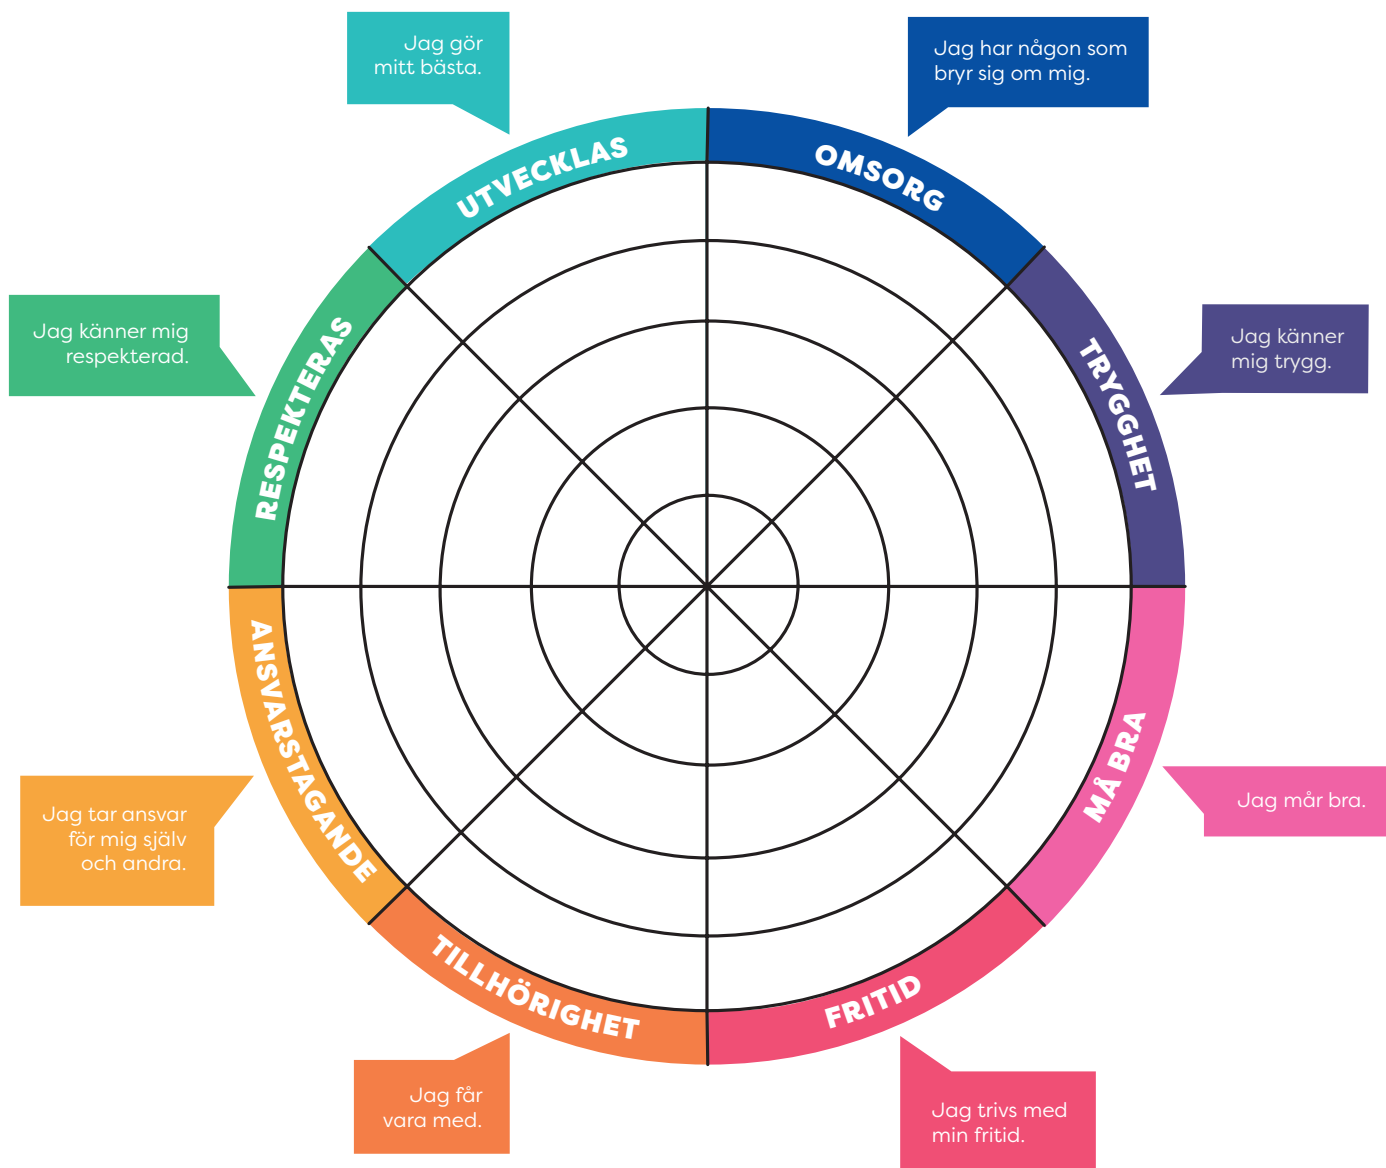 Jag gör
mitt bästa.
Jag har någon som
bryr sig om mig.
UTVECKLAS
OMSORG
Jag känner mig
respekterad.
RESPEKTERAS
TRYGGHET
Jag känner
mig trygg.
ANSVARSTAGANDE
MÅ BRA
Jag tar ansvar
för mig själv
och andra.
Jag mår bra.
TILLHÖRIGHET
FRITID
Jag får
vara med.
Jag trivs med
min fritid.